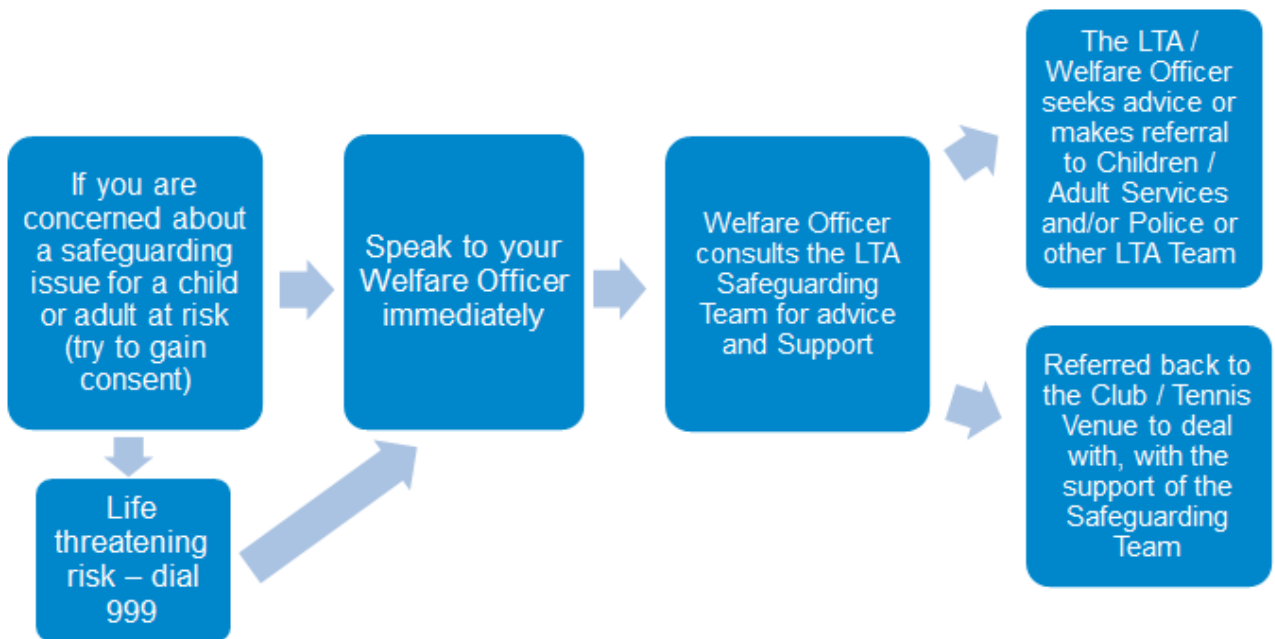 If you are
concerned about
a safeguarding
issue for a child
or adult at risk
(try to gain
consent)
Life
threatening
risk – dial
999
Speak to your
Welfare Officer
immediately
Welfare Officer
consults the LTA
Safeguarding
Team for advice
and Support
The LTA /
Welfare Officer
seeks advice or
makes referral
to Children /
Adult Services
and/or Police or
other LTA Team
Referred back to
the Club / Tennis
Venue to deal
with, with the
support of the
Safeguarding
Team